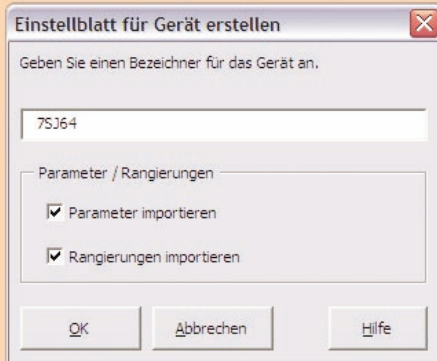 Einstellblatt für Gerät erstellen
Geben Sie einen Bezeichner für das Gerät an.
7SJ64
Parameter / Rangierungen
Parameter importieren
Rangierungen importieren
OK Abbrechen Hilfe